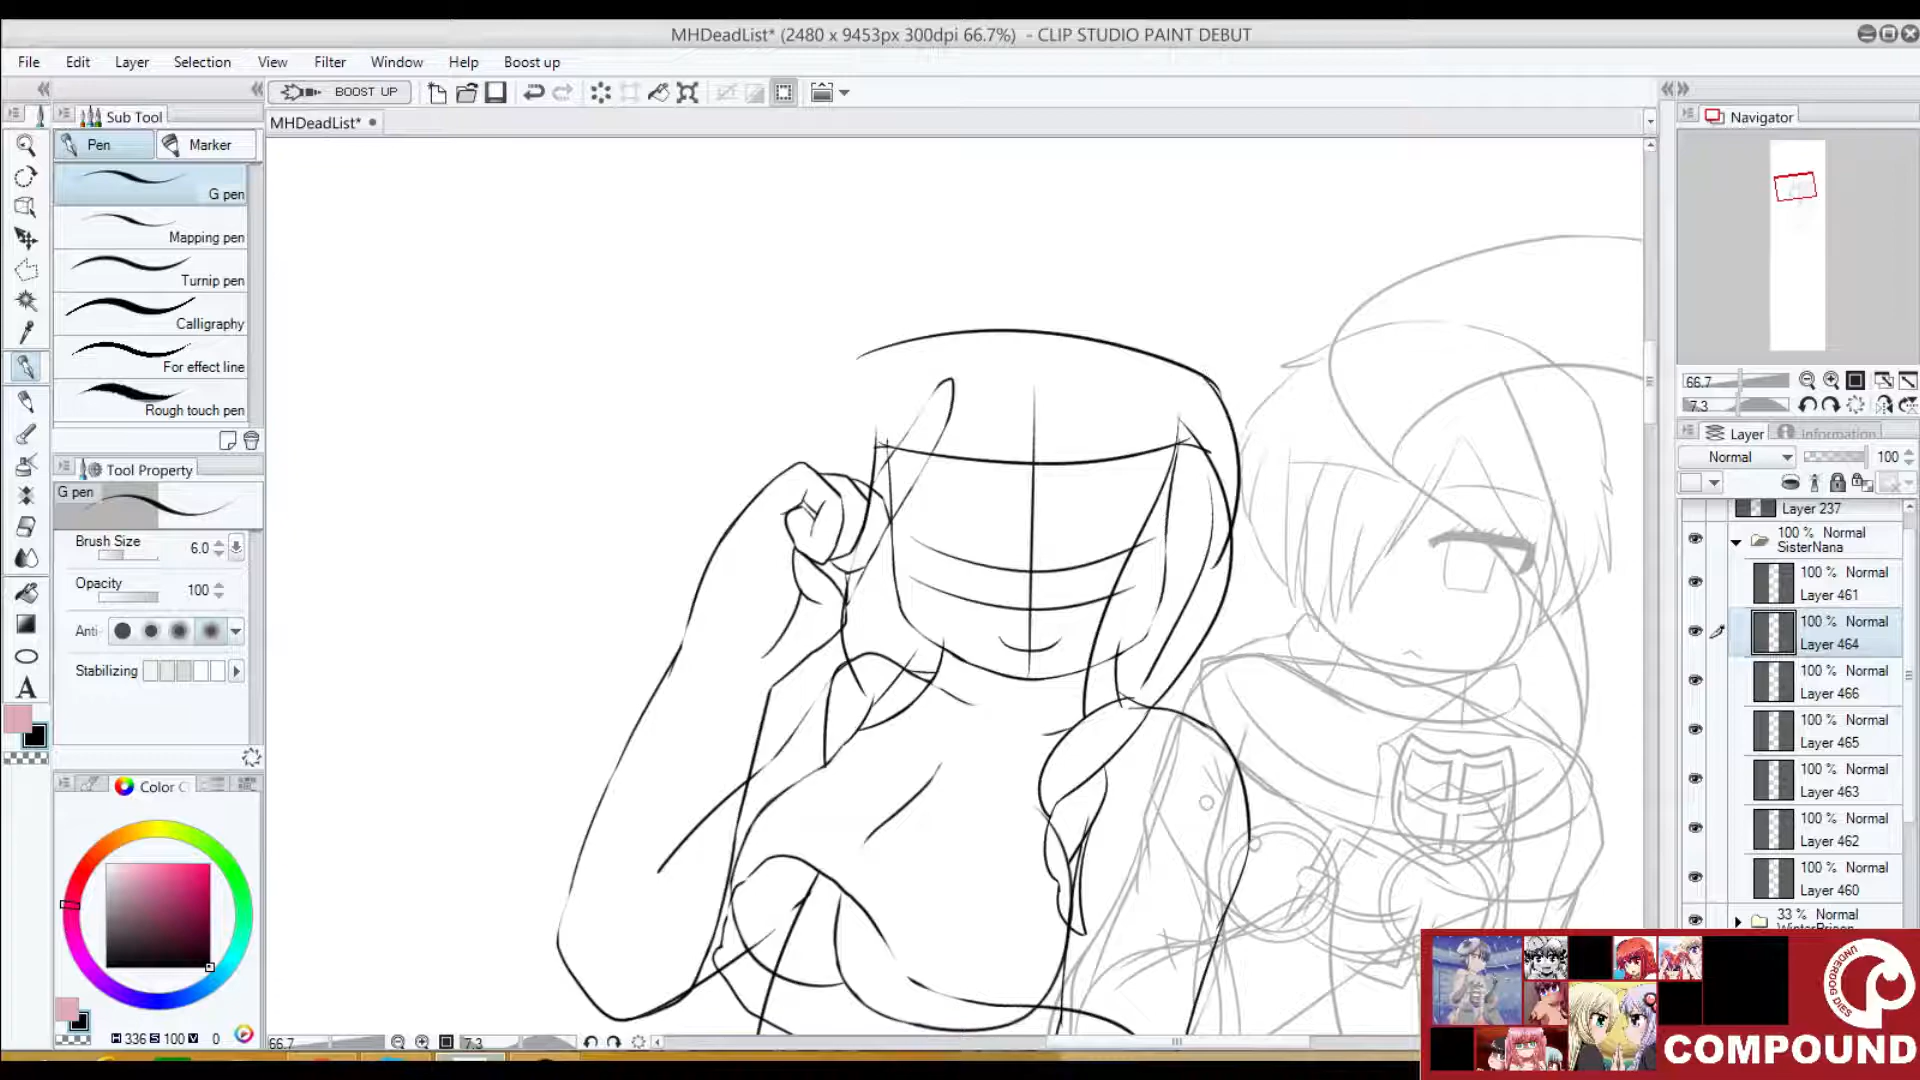 MHDeadList* (2480 x 9453px 300dpi 66.7%) - CLIP STUDIO PAINT DEBUT
File Edit Layer Selection View Filter Window Help Boost up
BOOST UP
Sub Tool
MHDeadList*
Navigator
Pen Marker
G pen
Mapping pen
Turnip pen
Calligraphy
For effect line
Rough touch pen
66.7
7.3
Layer Information
Normal 100
Tool Property
G pen
Brush Size 6.0
Opacity 100
Anti-
Stabilizing
Layer 237
100 % Normal
SisterNana
100 % Normal
Layer 461
100 % Normal
Layer 464
100 % Normal
Layer 466
100 % Normal
Layer 465
100 % Normal
Layer 463
100 % Normal
Layer 462
100 % Normal
Layer 460
33 % Normal
WinterPrison
Color C
H 336 S 100 V 0
66.7
7.3
UNDERDOG DIES
COMPOUND